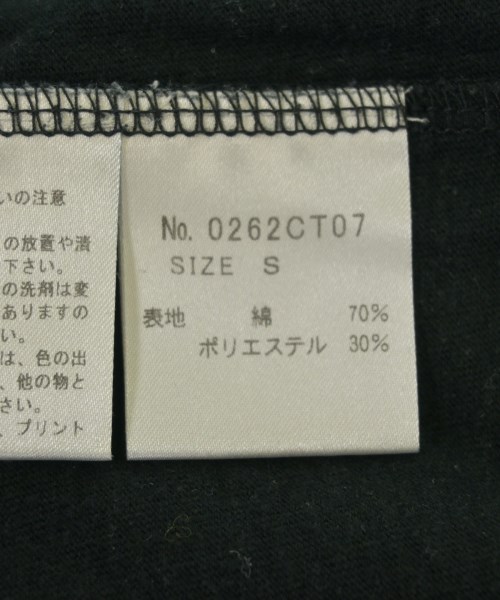 いの注意
の放置や漬
下さい。
の洗剤は変
ありますの
い。
は、色の出
、他の物と
さい。
、プリント
No. 0262CT07
SIZE S
表地 綿 70%
ポリエステル 30%